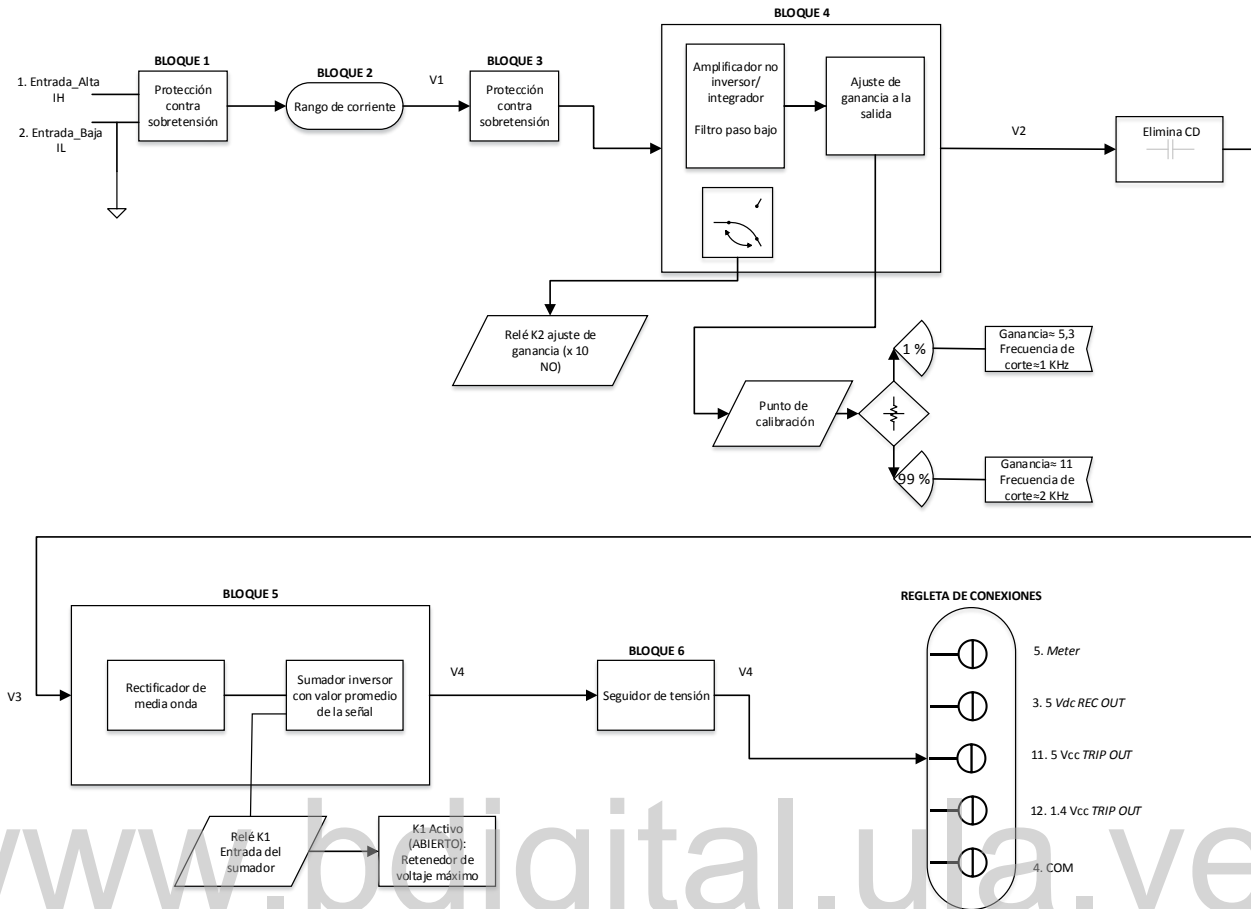 BLOQUE 4
BLOQUE 1
1. Entrada_Alta
IH
2. Entrada_Baja
IL
Protección
contra
sobretensión
BLOQUE 2
Rango de corriente
V1
BLOQUE 3
Protección
contra
sobretensión
Amplificador no
inversor/
integrador
Filtro paso bajo
Ajuste de
ganancia a la
salida
V2
Elimina CD
Relé K2 ajuste de
ganancia (x 10
NO)
Punto de
calibración
1 %
Ganancia≈ 5,3
Frecuencia de
corte≈1 KHz
99 %
Ganancia≈ 11
Frecuencia de
corte≈2 KHz
BLOQUE 5
V3
Rectificador de
media onda
Sumador inversor
con valor promedio
de la señal
V4
BLOQUE 6
Seguidor de tensión
V4
REGLETA DE CONEXIONES
5. Meter
3. 5 Vdc REC OUT
11. 5 Vcc TRIP OUT
12. 1.4 Vcc TRIP OUT
4. COM
Relé K1
Entrada del
sumador
K1 Activo
(ABIERTO):
Retenedor de
voltaje máximo
www.bdigital.ula.ve